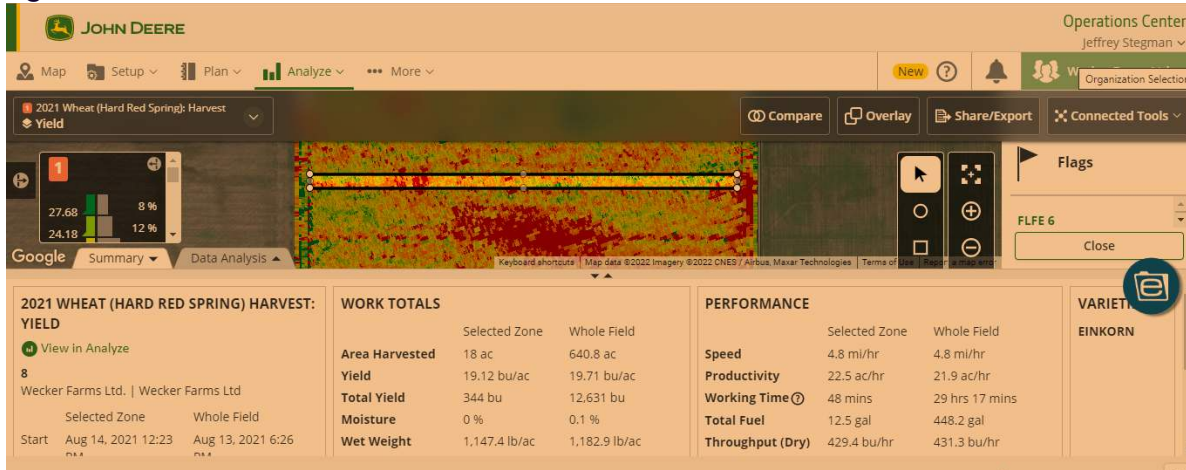 JOHN DEERE
Operations Center
Jeffrey Stegman
Map Setup Plan Analyze ••• More New ?
Organization Selection
1 2021 Wheat (Hard Red Spring): Harvest
Yield
Compare Overlay Share/Export Connected Tools
1
27.68 8 %
24.18 12 %
Flags
FLFE 6
Close
Google Summary Data Analysis
Keyboard shortcuts Map data ©2022 Imagery ©2022 CNES / Airbus, Maxar Technologies Terms of Use Report a map error
2021 WHEAT (HARD RED SPRING) HARVEST:
YIELD
View in Analyze
8
Wecker Farms Ltd. | Wecker Farms Ltd
Selected Zone Whole Field
Start Aug 14, 2021 12:23 Aug 13, 2021 6:26
PM PM
WORK TOTALS
Selected Zone Whole Field
Area Harvested 18 ac 640.8 ac
Yield 19.12 bu/ac 19.71 bu/ac
Total Yield 344 bu 12,631 bu
Moisture 0 % 0.1 %
Wet Weight 1,147.4 lb/ac 1,182.9 lb/ac
PERFORMANCE
Selected Zone Whole Field
Speed 4.8 mi/hr 4.8 mi/hr
Productivity 22.5 ac/hr 21.9 ac/hr
Working Time ? 48 mins 29 hrs 17 mins
Total Fuel 12.5 gal 448.2 gal
Throughput (Dry) 429.4 bu/hr 431.3 bu/hr
EINKORN